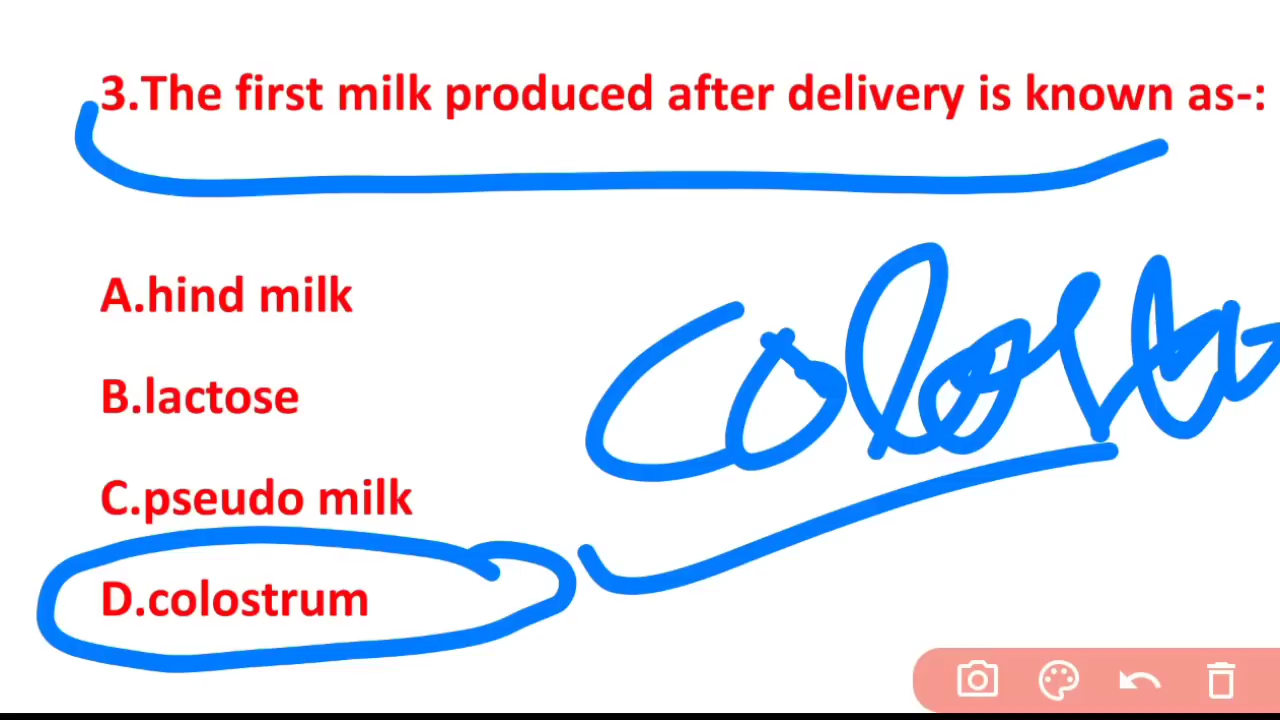 3.The first milk produced after delivery is known as-:
A.hind milk
B.lactose
C.pseudo milk
D.colostrum